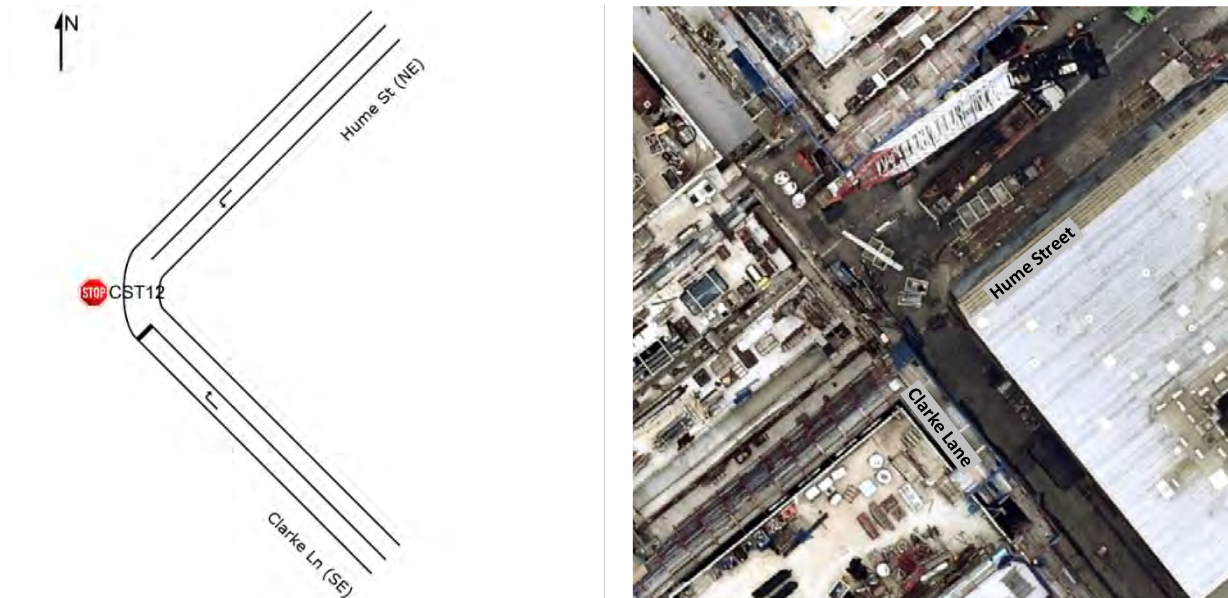 N
Hume St (NE)
STOP
CST12
Clarke Ln (SE)
Hume Street
Clarke Lane